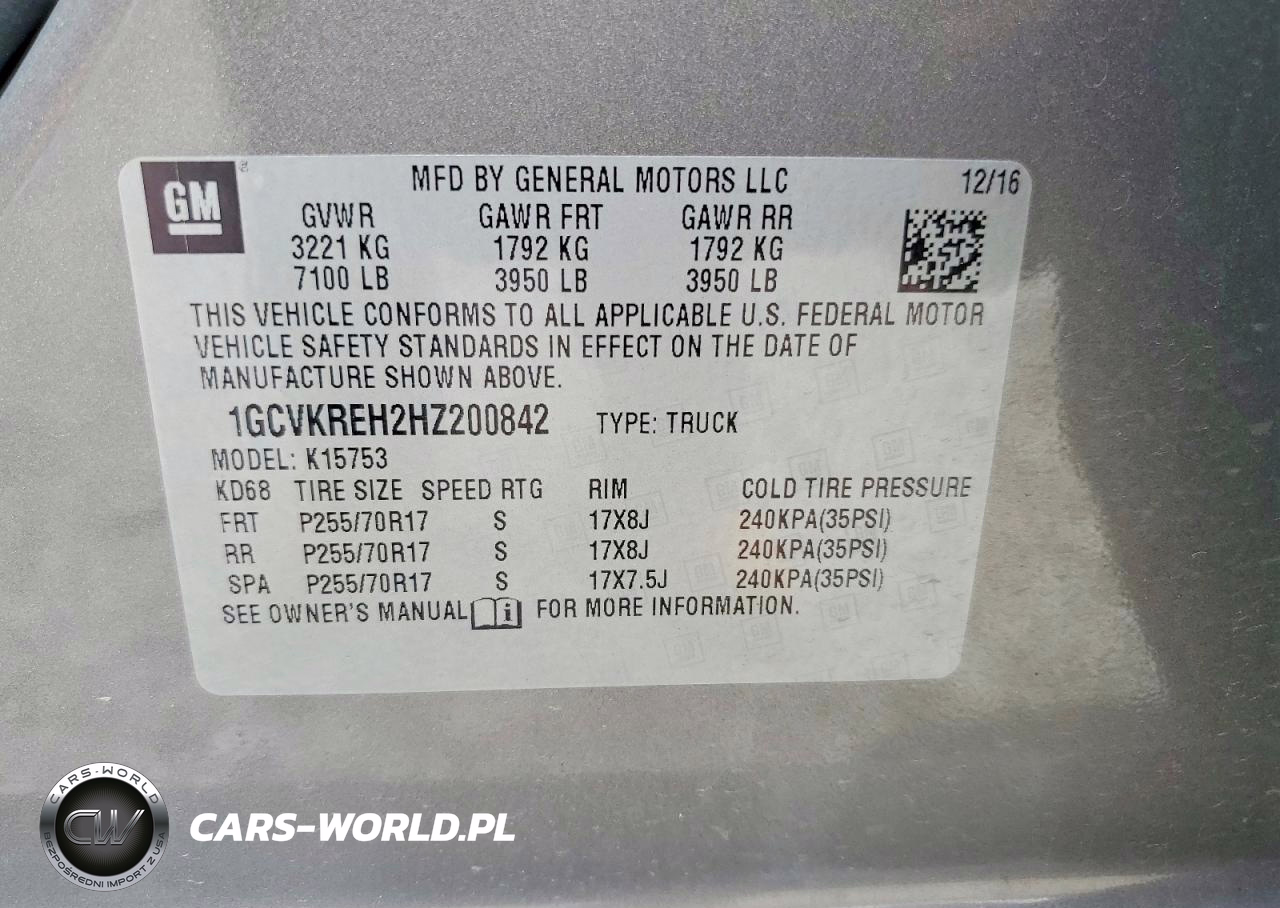 GM ®
MFD BY GENERAL MOTORS LLC 12/16
GVWR GAWR FRT GAWR RR
3221 KG 1792 KG 1792 KG
7100 LB 3950 LB 3950 LB
THIS VEHICLE CONFORMS TO ALL APPLICABLE U.S. FEDERAL MOTOR
VEHICLE SAFETY STANDARDS IN EFFECT ON THE DATE OF
MANUFACTURE SHOWN ABOVE.
1GCVKREH2HZ200842 TYPE: TRUCK
MODEL: K15753
KD68 TIRE SIZE SPEED RTG RIM COLD TIRE PRESSURE
FRT P255/70R17 S 17X8J 240KPA(35PSI)
RR P255/70R17 S 17X8J 240KPA(35PSI)
SPA P255/70R17 S 17X7.5J 240KPA(35PSI)
SEE OWNER'S MANUAL i FOR MORE INFORMATION.
CARS-WORLD
CW
BEZPOŚREDNI IMPORT Z USA
CARS-WORLD.PL